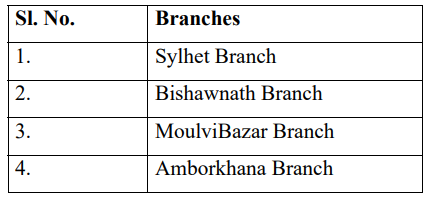 Sl. No. Branches
1. Sylhet Branch
2. Bishawnath Branch
3. MoulviBazar Branch
4. Amborkhana Branch